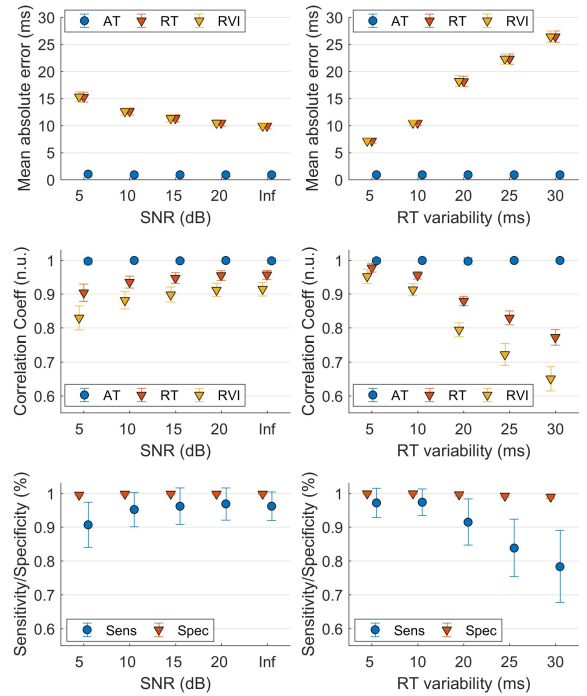 AT RT RVI
Mean absolute error (ms)
30
25
20
15
10
5
0
5 10 15 20 Inf
SNR (dB)
AT RT RVI
Mean absolute error (ms)
30
25
20
15
10
5
0
5 10 20 25 30
RT variability (ms)
Correlation Coeff (n.u.)
1
0.9
0.8
0.7
0.6
AT RT RVI
5 10 15 20 Inf
SNR (dB)
Correlation Coeff (n.u.)
1
0.9
0.8
0.7
0.6
AT RT RVI
5 10 20 25 30
RT variability (ms)
Sensitivity/Specificity (%)
1
0.9
0.8
0.7
0.6
Sens Spec
5 10 15 20 Inf
SNR (dB)
Sensitivity/Specificity (%)
1
0.9
0.8
0.7
0.6
Sens Spec
5 10 20 25 30
RT variability (ms)